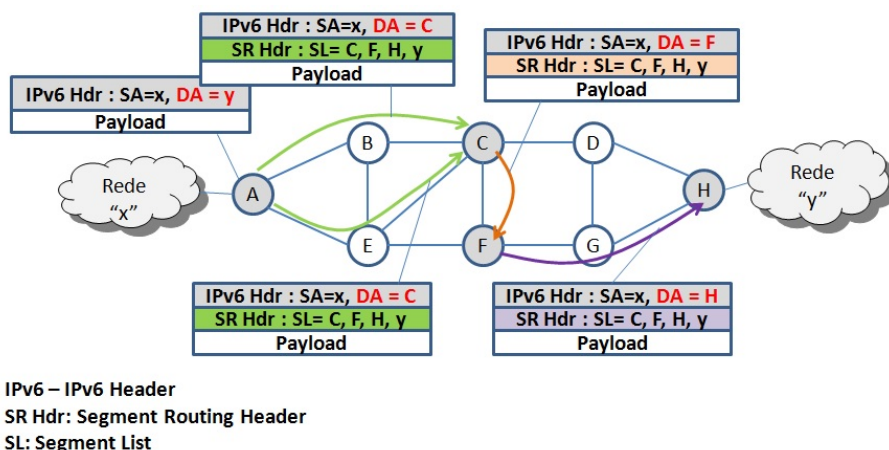 IPv6 Hdr : SA=x, DA = C
SR Hdr : SL= C, F, H, y
Payload
IPv6 Hdr : SA=x, DA = F
SR Hdr : SL= C, F, H, y
Payload
IPv6 Hdr : SA=x, DA = y
Payload
B
C
D
Rede
"x"
A
H
Rede
"y"
E
F
G
IPv6 Hdr : SA=x, DA = C
SR Hdr : SL= C, F, H, y
Payload
IPv6 Hdr : SA=x, DA = H
SR Hdr : SL= C, F, H, y
Payload
IPv6 – IPv6 Header
SR Hdr: Segment Routing Header
SL: Segment List